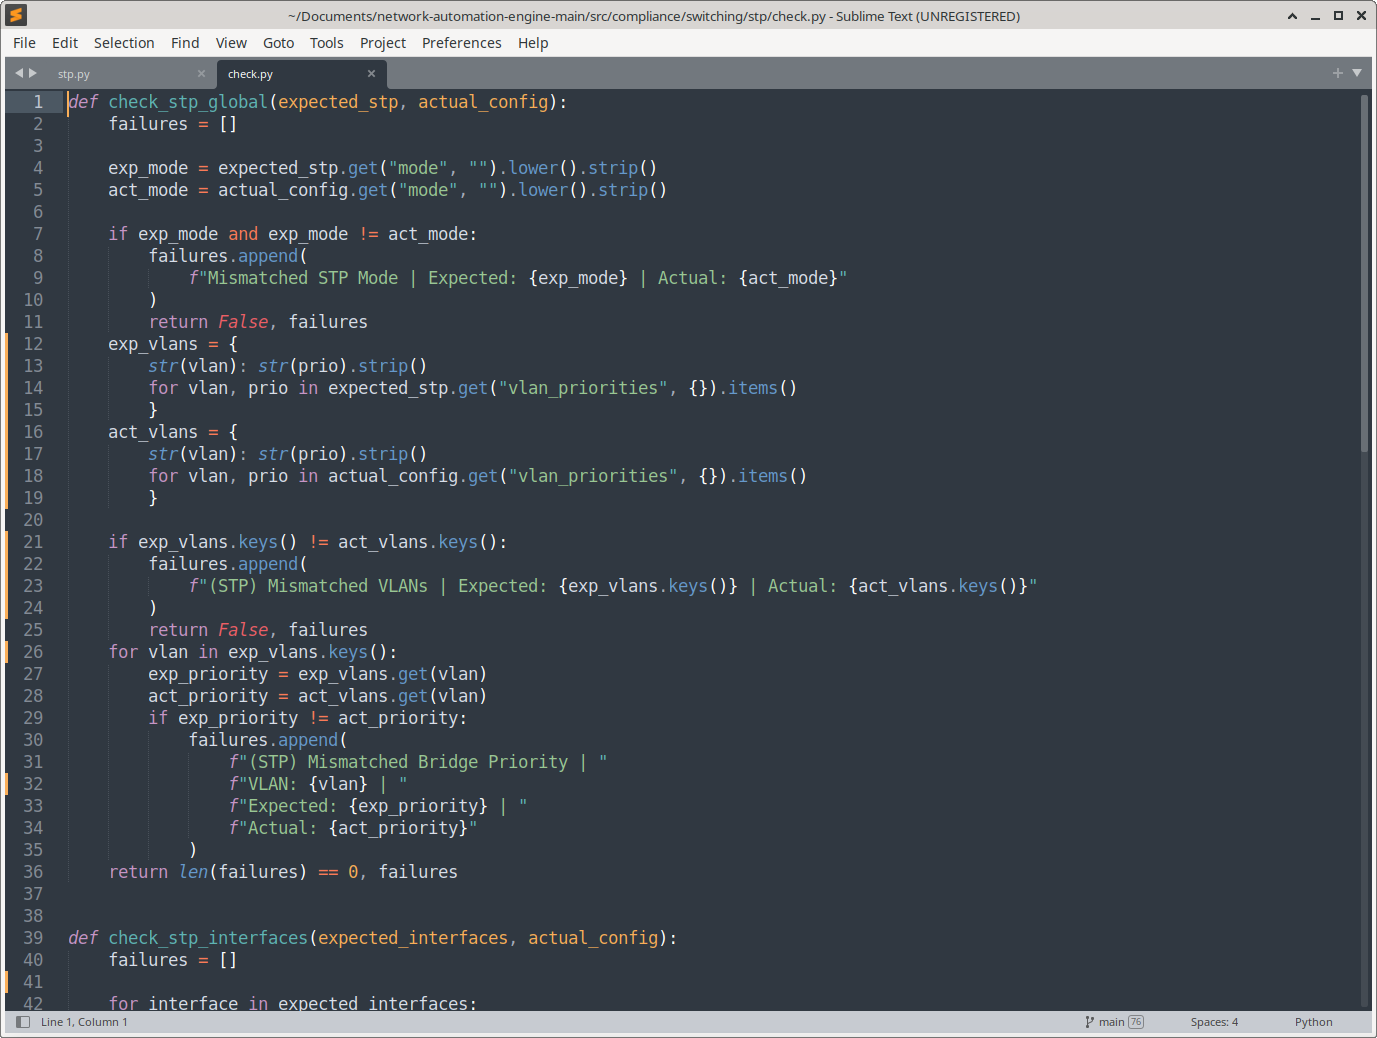 ~/Documents/network-automation-engine-main/src/compliance/switching/stp/check.py - Sublime Text (UNREGISTERED)
File Edit Selection Find View Goto Tools Project Preferences Help
stp.py check.py
1 def check_stp_global(expected_stp, actual_config):
2     failures = []
3
4     exp_mode = expected_stp.get("mode", "").lower().strip()
5     act_mode = actual_config.get("mode", "").lower().strip()
6
7     if exp_mode and exp_mode != act_mode:
8         failures.append(
9             f"Mismatched STP Mode | Expected: {exp_mode} | Actual: {act_mode}"
10         )
11         return False, failures
12     exp_vlans = {
13         str(vlan): str(prio).strip()
14         for vlan, prio in expected_stp.get("vlan_priorities", {}).items()
15         }
16     act_vlans = {
17         str(vlan): str(prio).strip()
18         for vlan, prio in actual_config.get("vlan_priorities", {}).items()
19         }
20
21     if exp_vlans.keys() != act_vlans.keys():
22         failures.append(
23             f"(STP) Mismatched VLANs | Expected: {exp_vlans.keys()} | Actual: {act_vlans.keys()}"
24         )
25         return False, failures
26     for vlan in exp_vlans.keys():
27         exp_priority = exp_vlans.get(vlan)
28         act_priority = act_vlans.get(vlan)
29         if exp_priority != act_priority:
30             failures.append(
31                 f"(STP) Mismatched Bridge Priority | "
32                 f"VLAN: {vlan} | "
33                 f"Expected: {exp_priority} | "
34                 f"Actual: {act_priority}"
35             )
36     return len(failures) == 0, failures
37
38
39 def check_stp_interfaces(expected_interfaces, actual_config):
40     failures = []
41
42     for interface in expected_interfaces:
Line 1, Column 1 main 76 Spaces: 4 Python